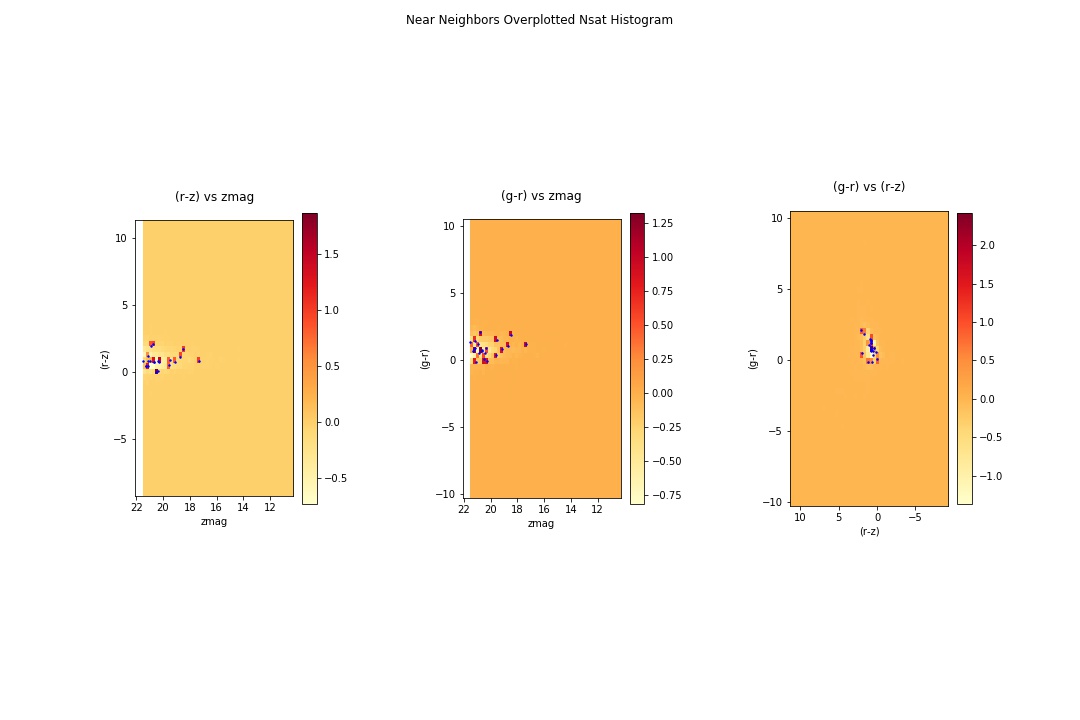 Near Neighbors Overplotted Nsat Histogram
(r-z) vs zmag
10
5
0
−5
(r-z)
22 20 18 16 14 12
zmag
1.5
1.0
0.5
0.0
−0.5
(g-r) vs zmag
10
5
0
−5
−10
(g-r)
22 20 18 16 14 12
zmag
1.25
1.00
0.75
0.50
0.25
0.00
−0.25
−0.50
−0.75
(g-r) vs (r-z)
10
5
0
−5
−10
(g-r)
10 5 0 −5
(r-z)
2.0
1.5
1.0
0.5
0.0
−0.5
−1.0